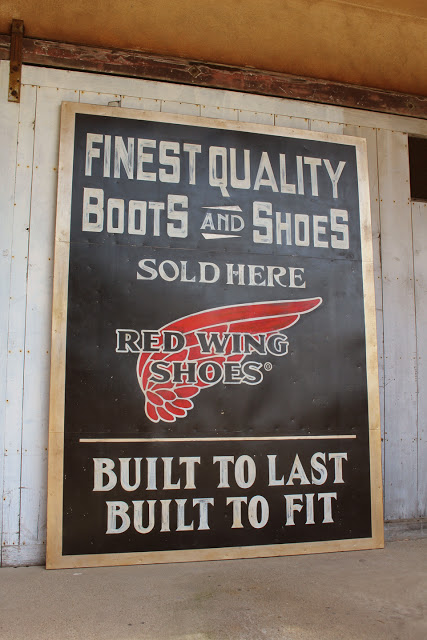 FINEST QUALITY
BOOTS AND SHOES
SOLD HERE
RED WING
SHOES®
BUILT TO LAST
BUILT TO FIT